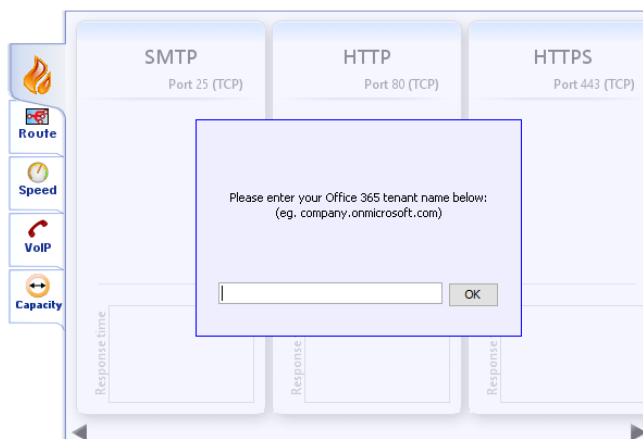 SMTP
Port 25 (TCP)
HTTP
Port 80 (TCP)
HTTPS
Port 443 (TCP)
Route
Speed
VoIP
Capacity
Please enter your Office 365 tenant name below:
(eg. company.onmicrosoft.com)
OK
Response time
Response
Response